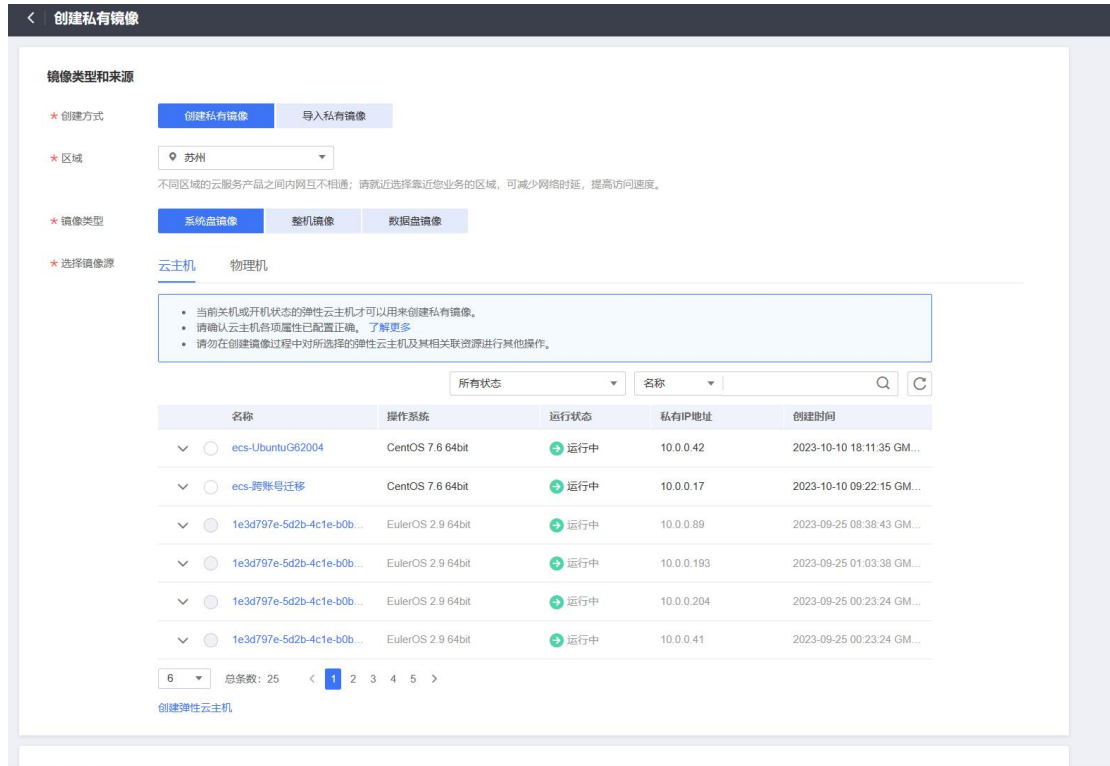 创建私有镜像
镜像类型和来源
* 创建方式 创建私有镜像 导入私有镜像
* 区域 苏州
不同区域的云服务产品之间内网互不相通；请就近选择靠近您业务的区域，可减少网络时延，提高访问速度。
* 镜像类型 系统盘镜像 整机镜像 数据盘镜像
* 选择镜像源 云主机 物理机
• 当前关机或开机状态的弹性云主机才可以用来创建私有镜像。
• 请确认云主机各项属性已配置正确。 了解更多
• 请勿在创建镜像过程中对所选择的弹性云主机及其相关联资源进行其他操作。
所有状态 名称
名称 操作系统 运行状态 私有IP地址 创建时间
ecs-UbuntuG62004 CentOS 7.6 64bit 运行中 10.0.0.42 2023-10-10 18:11:35 GM...
ecs-跨账号迁移 CentOS 7.6 64bit 运行中 10.0.0.17 2023-10-10 09:22:15 GM...
1e3d797e-5d2b-4c1e-b0b... EulerOS 2.9 64bit 运行中 10.0.0.89 2023-09-25 08:38:43 GM...
1e3d797e-5d2b-4c1e-b0b... EulerOS 2.9 64bit 运行中 10.0.0.193 2023-09-25 01:03:38 GM...
1e3d797e-5d2b-4c1e-b0b... EulerOS 2.9 64bit 运行中 10.0.0.204 2023-09-25 00:23:24 GM...
1e3d797e-5d2b-4c1e-b0b... EulerOS 2.9 64bit 运行中 10.0.0.41 2023-09-25 00:23:24 GM...
6 总条数：25 < 1 2 3 4 5 >
创建弹性云主机